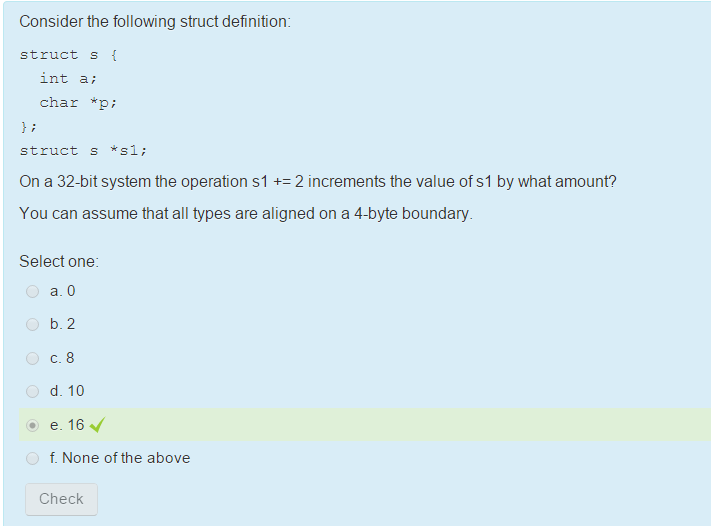 Consider the following struct definition:
struct s {
int a;
char *p;
};
struct s *s1;
On a 32-bit system the operation s1 += 2 increments the value of s1 by what amount?
You can assume that all types are aligned on a 4-byte boundary.
Select one:
a. 0
b. 2
c. 8
d. 10
e. 16
f. None of the above
Check